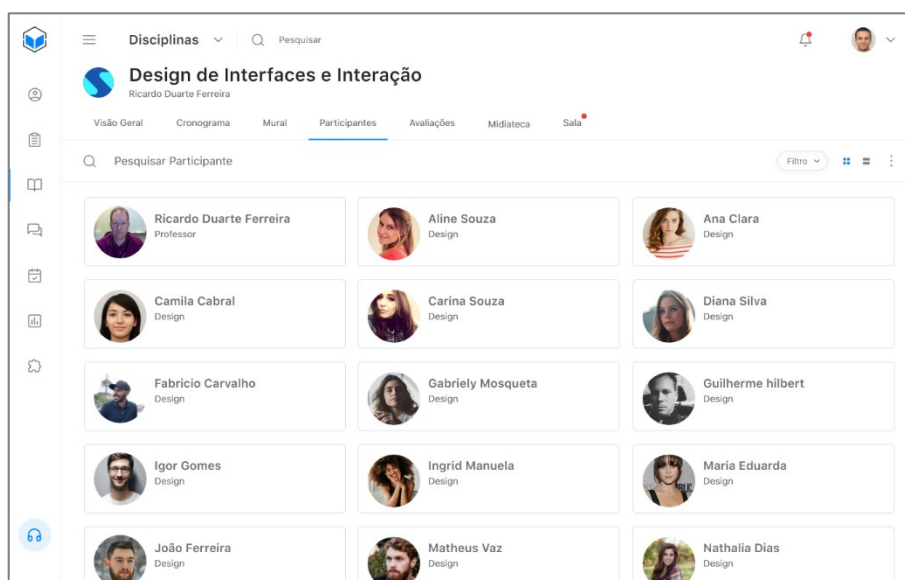 Disciplinas Pesquisar
Design de Interfaces e Interação
Ricardo Duarte Ferreira
Visão Geral Cronograma Mural Participantes Avaliações Midiateca Sala
Pesquisar Participante Filtro
Ricardo Duarte Ferreira
Professor
Aline Souza
Design
Ana Clara
Design
Camila Cabral
Design
Carina Souza
Design
Diana Silva
Design
Fabricio Carvalho
Design
Gabriely Mosqueta
Design
Guilherme hilbert
Design
Igor Gomes
Design
Ingrid Manuela
Design
Maria Eduarda
Design
João Ferreira
Design
Matheus Vaz
Design
Nathalia Dias
Design